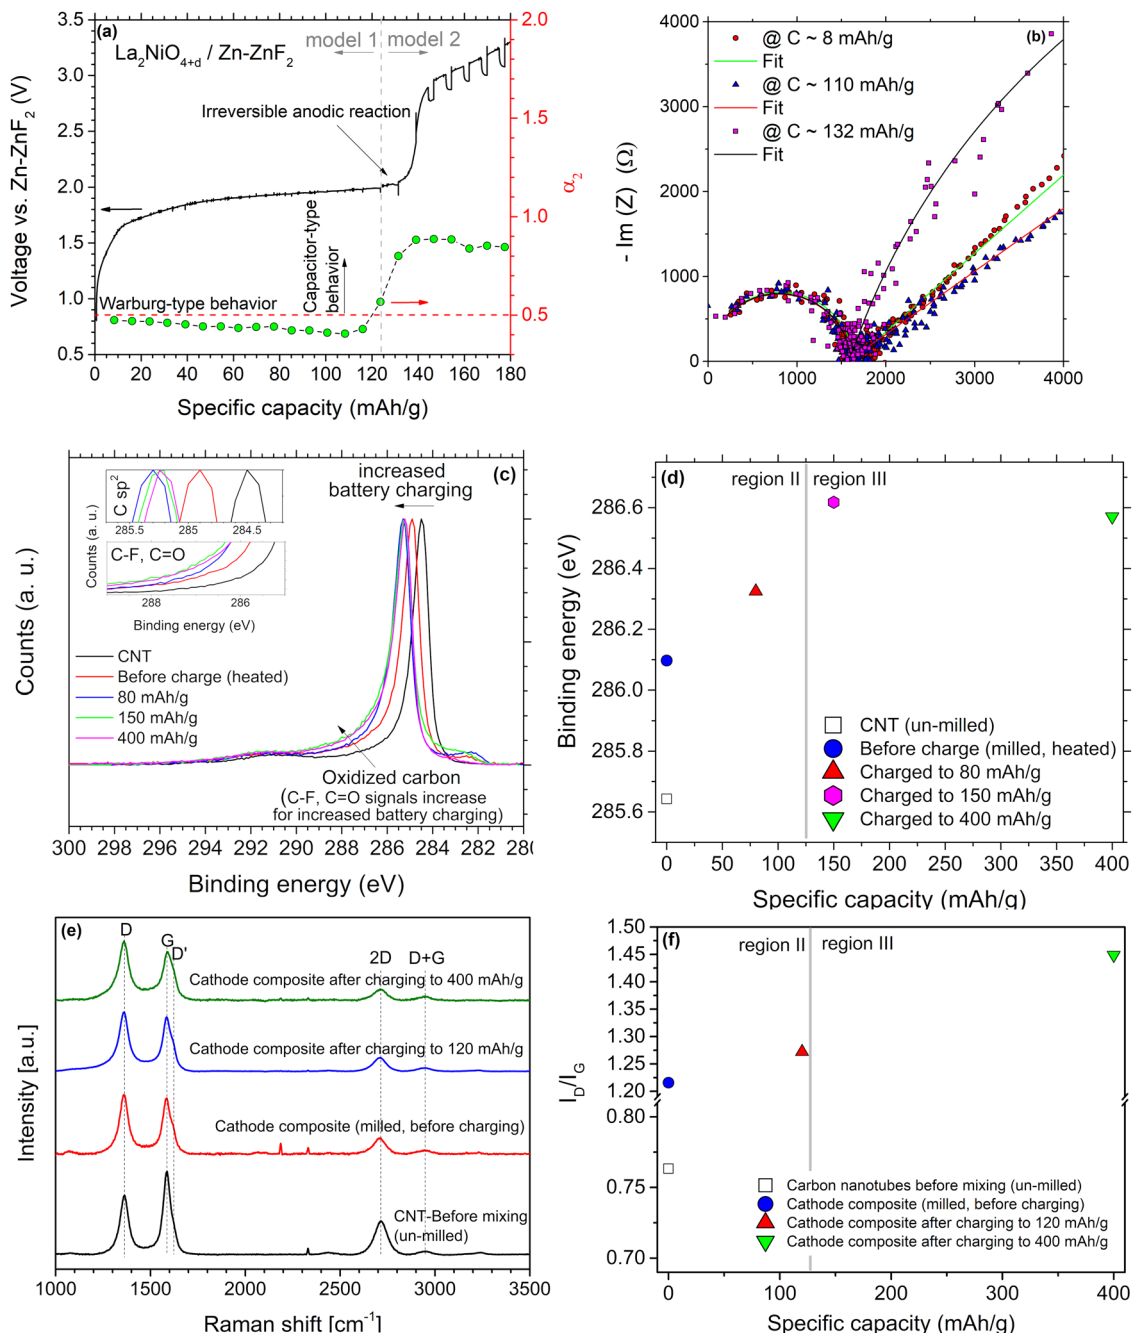 (a)
La2NiO4+d / Zn-ZnF2
model 1
model 2
Irreversible anodic reaction
Capacitor-type
behavior
Warburg-type behavior
Voltage vs. Zn-ZnF2 (V)
3.5
3.0
2.5
2.0
1.5
1.0
0.5
2.0
1.5
1.0
0.5
0.0
α2
0 20 40 60 80 100 120 140 160 180
Specific capacity (mAh/g)
(b)
@ C ~ 8 mAh/g
Fit
@ C ~ 110 mAh/g
Fit
@ C ~ 132 mAh/g
Fit
- Im (Z) (Ω)
4000
3000
2000
1000
0
0 1000 2000 3000 4000
(c)
increased
battery charging
C sp2
285.5 285 284.5
C-F, C=O
288 286
Counts (a. u.)
Binding energy (eV)
CNT
Before charge (heated)
80 mAh/g
150 mAh/g
400 mAh/g
Oxidized carbon
(C-F, C=O signals increase
for increased battery charging)
Counts (a. u.)
300 298 296 294 292 290 288 286 284 282 280
Binding energy (eV)
(d)
region II
region III
CNT (un-milled)
Before charge (milled, heated)
Charged to 80 mAh/g
Charged to 150 mAh/g
Charged to 400 mAh/g
Binding energy (eV)
286.6
286.4
286.2
286.0
285.8
285.6
0 50 100 150 200 250 300 350 400
Specific capacity (mAh/g)
(e)
D
G
D'
2D
D+G
Cathode composite after charging to 400 mAh/g
Cathode composite after charging to 120 mAh/g
Cathode composite (milled, before charging)
CNT-Before mixing
(un-milled)
Intensity [a.u.]
1000 1500 2000 2500 3000 3500
Raman shift [cm-1]
(f)
region II
region III
Carbon nanotubes before mixing (un-milled)
Cathode composite (milled, before charging)
Cathode composite after charging to 120 mAh/g
Cathode composite after charging to 400 mAh/g
ID/IG
1.50
1.45
1.40
1.35
1.30
1.25
1.20
0.80
0.75
0.70
0 100 200 300 400
Specific capacity (mAh/g)